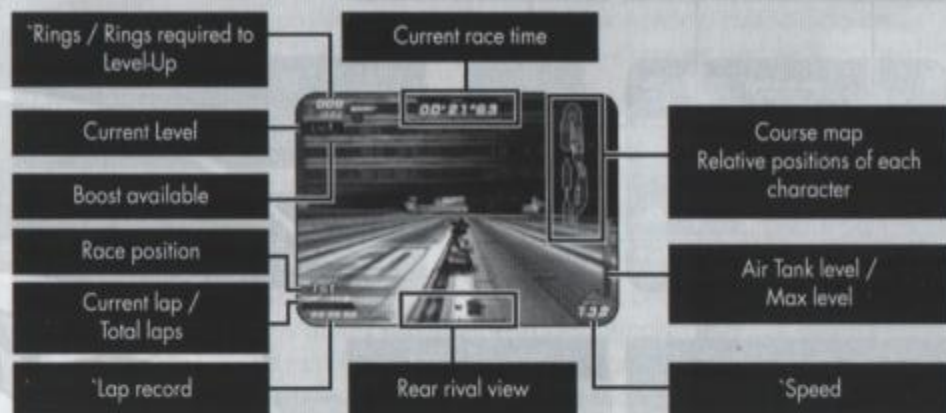 `Rings / Rings required to
Level-Up
Current race time
Current Level
Boost available
Race position
Current lap /
Total laps
`Lap record
00'21"63
1ST
132
Rear rival view
Course map
Relative positions of each
character
Air Tank level /
Max level
`Speed